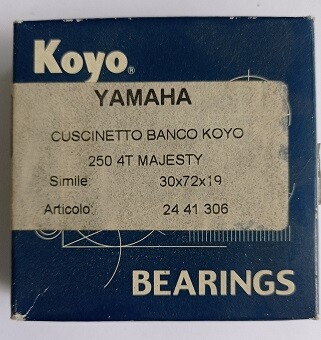 Koyo®
YAMAHA
CUSCINETTO BANCO KOYO
250 4T MAJESTY
Simile: 30x72x19
Articolo: 24 41 306
BEARINGS